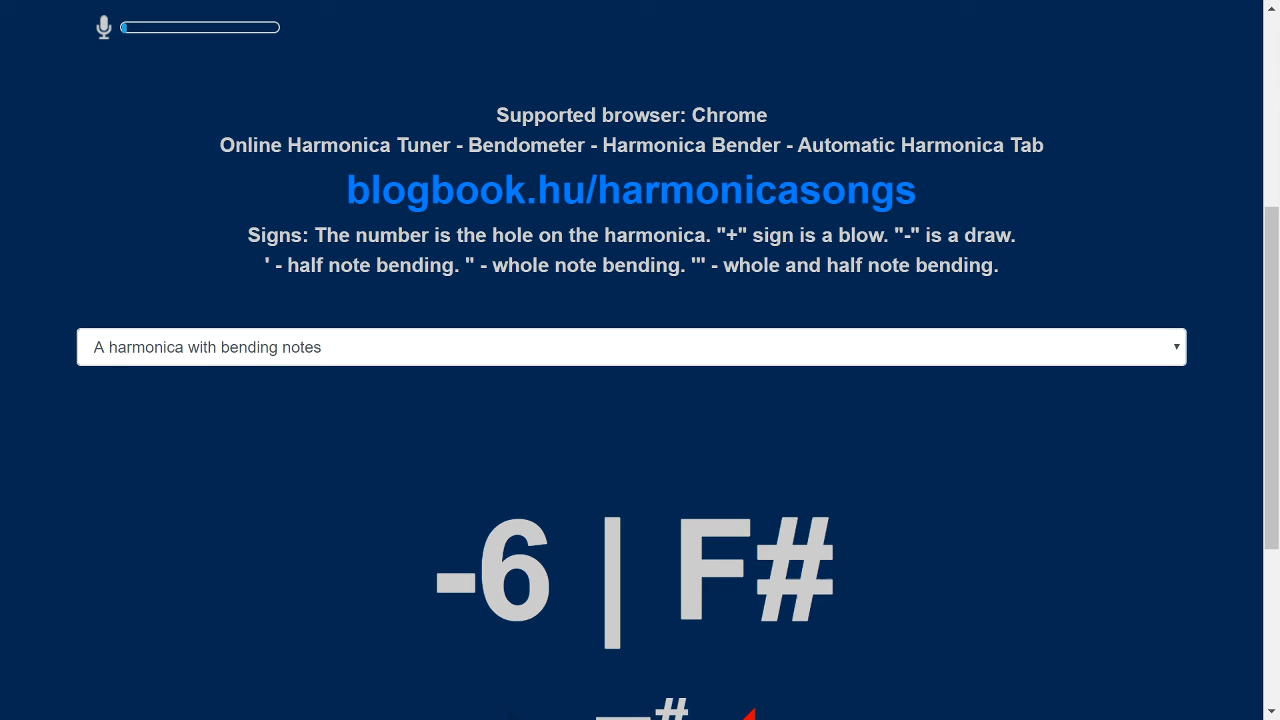 Supported browser: Chrome
Online Harmonica Tuner - Bendometer - Harmonica Bender - Automatic Harmonica Tab
blogbook.hu/harmonicasongs
Signs: The number is the hole on the harmonica. "+" sign is a blow. "-" is a draw.
' - half note bending. " - whole note bending. '" - whole and half note bending.
A harmonica with bending notes
-6 | F#
#